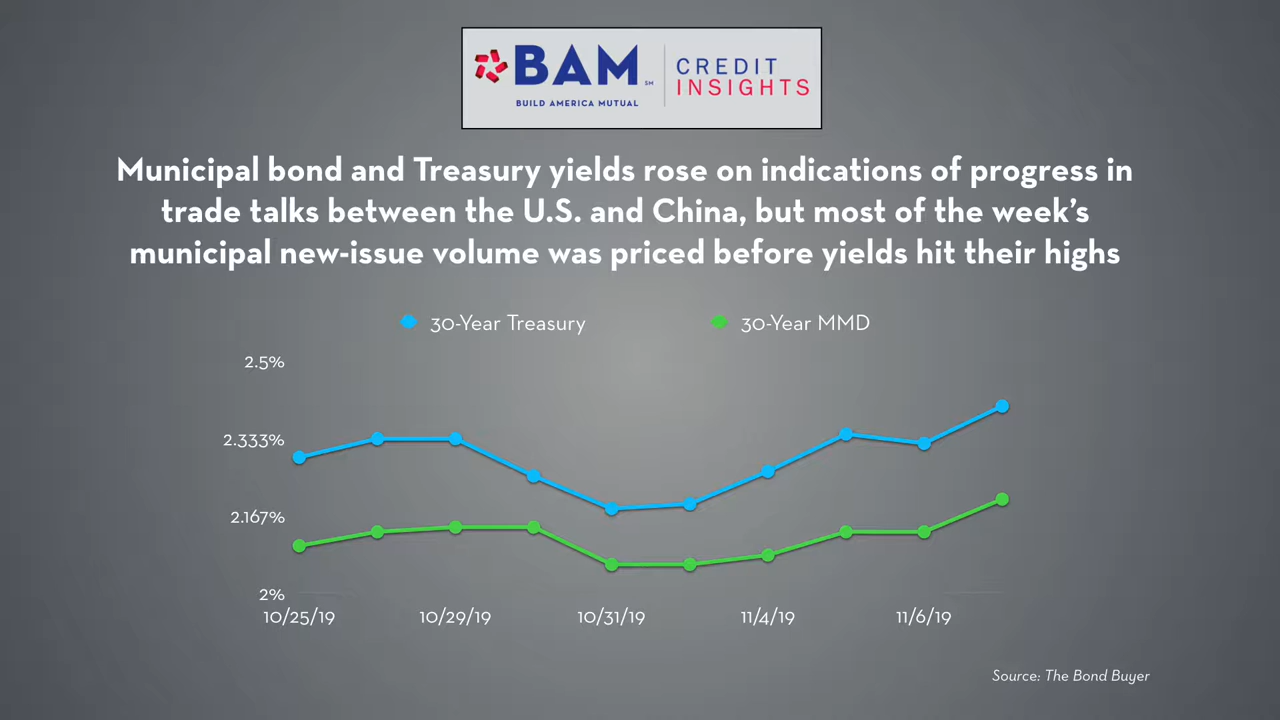 BAM SM
BUILD AMERICA MUTUAL
CREDIT
INSIGHTS
Municipal bond and Treasury yields rose on indications of progress in
trade talks between the U.S. and China, but most of the week's
municipal new-issue volume was priced before yields hit their highs
30-Year Treasury
30-Year MMD
2.5%
2.333%
2.167%
2%
10/25/19
10/29/19
10/31/19
11/4/19
11/6/19
Source: The Bond Buyer